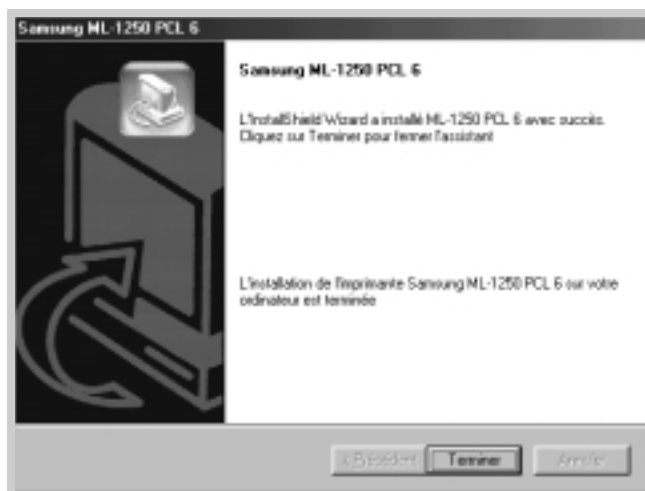 Samsung ML-1250 PCL 6
Samsung ML-1250 PCL 6
L'InstallShield Wizard a installé ML-1250 PCL 6 avec succès.
Cliquez sur Terminer pour fermer l'assistant
L'installation de l'imprimante Samsung ML-1250 PCL 6 sur votre
ordinateur est terminée
< Précédent Terminer Annuler